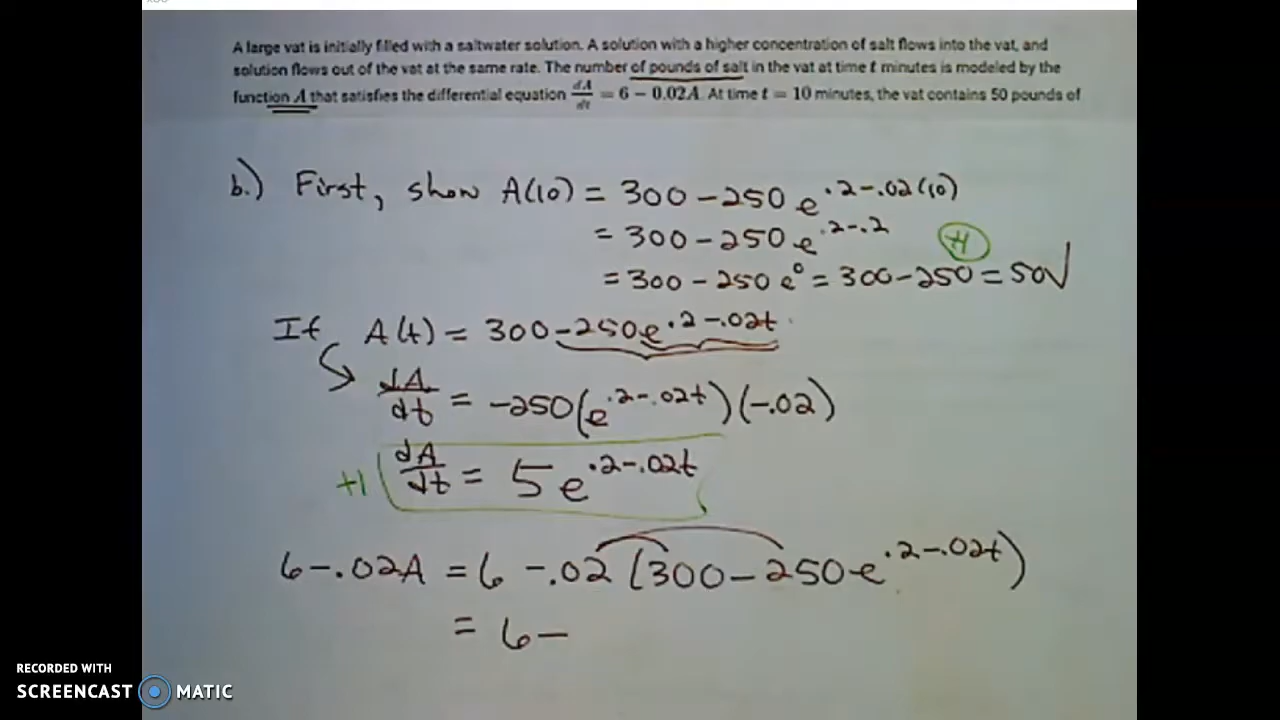 A large vat is initially filled with a saltwater solution. A solution with a higher concentration of salt flows into the vat, and
solution flows out of the vat at the same rate. The number of pounds of salt in the vat at time t minutes is modeled by the
function A that satisfies the differential equation dA/dt = 6 − 0.02A. At time t = 10 minutes, the vat contains 50 pounds of
b.) First, show A(10) = 300 − 250 e^.2−.02(10)
= 300 − 250 e^.2−.2
+1
= 300 − 250 e^0 = 300 − 250 = 50 √
If A(t) = 300 − 250e^.2−.02t
dA/dt = −250(e^.2−.02t)(−.02)
+1 dA/dt = 5e^.2−.02t
6 − .02A = 6 − .02(300 − 250e^.2−.02t)
= 6 −
RECORDED WITH
SCREENCAST MATIC